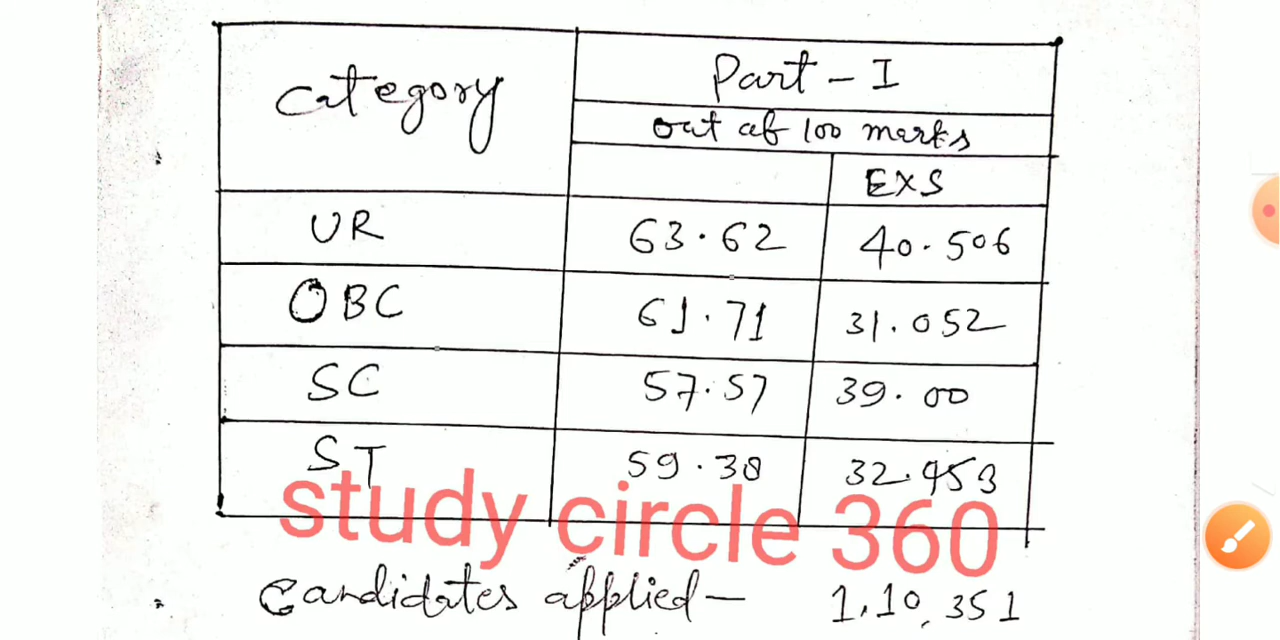 Category
Part - I
out of 100 marks
EXS
UR 63.62 40.506
OBC 61.71 31.052
SC 57.57 39.00
ST 59.38 32.953
study circle 360
Candidates applied - 1,10,351